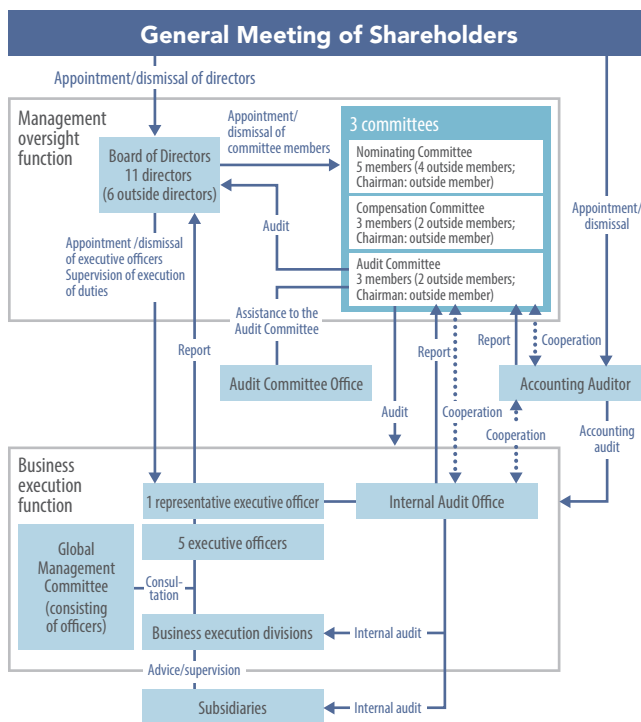 General Meeting of Shareholders
Appointment/dismissal of directors
Management
oversight
function
Board of Directors
11 directors
(6 outside directors)
Appointment/
dismissal of
committee members
3 committees
Nominating Committee
5 members (4 outside members;
Chairman: outside member)
Compensation Committee
3 members (2 outside members;
Chairman: outside member)
Audit Committee
3 members (2 outside member;
Chairman: outside member)
Audit
Appointment/
dismissal
Appointment /dismissal
of executive officers
Supervision of execution
of duties
Assistance to the
Audit Committee
Report
Report
Report
Cooperation
Audit Committee Office
Accounting Auditor
Audit
Cooperation
Cooperation
Accounting
audit
Business
execution
function
1 representative executive officer
Internal Audit Office
5 executive officers
Global
Management
Committee
(consisting
of officers)
Consul-
tation
Business execution divisions
Internal audit
Advice/supervision
Subsidiaries
Internal audit